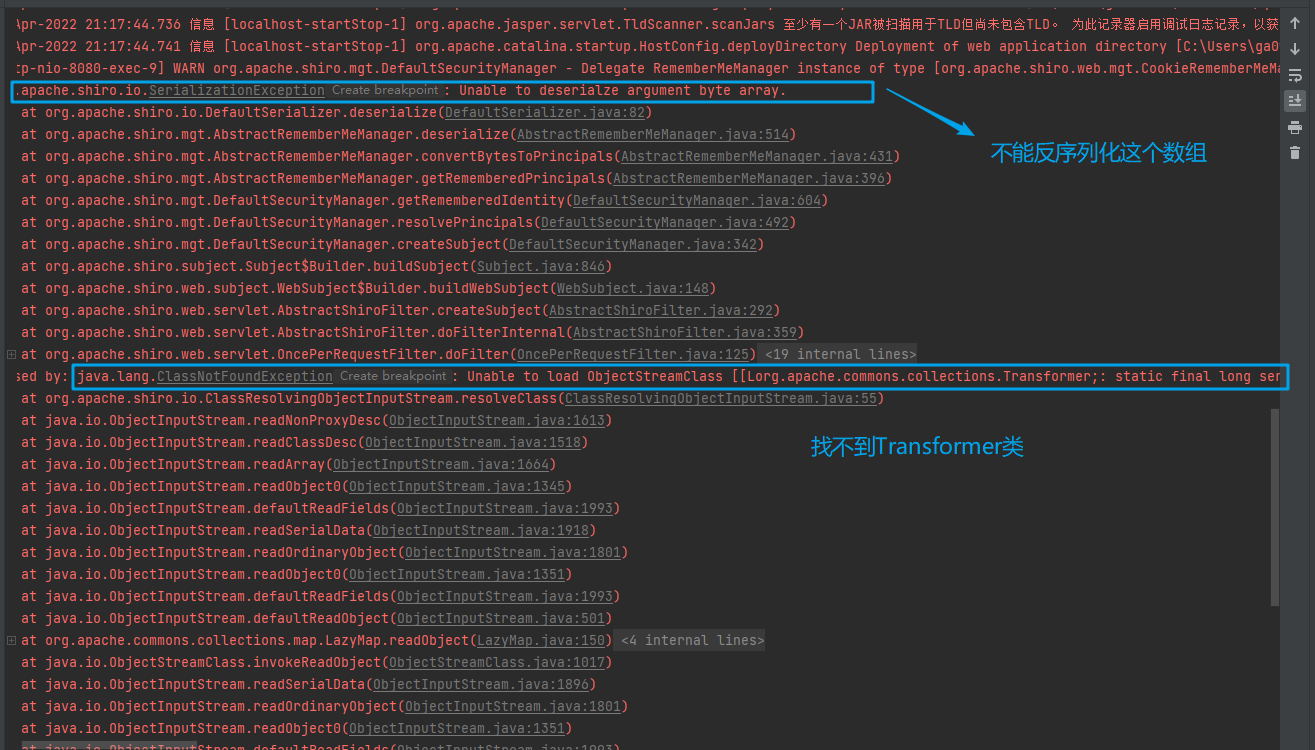 Apr-2022 21:17:44.736 信息 [localhost-startStop-1] org.apache.jasper.servlet.TldScanner.scanJars 至少有一个JAR被扫描用于TLD但尚未包含TLD。 为此记录器启用调试日志记录，以获
Apr-2022 21:17:44.741 信息 [localhost-startStop-1] org.apache.catalina.startup.HostConfig.deployDirectory Deployment of web application directory [C:\Users\ga0
tp-nio-8080-exec-9] WARN org.apache.shiro.mgt.DefaultSecurityManager - Delegate RememberMeManager instance of type [org.apache.shiro.web.mgt.CookieRememberMeMa
.apache.shiro.io.SerializationException Create breakpoint : Unable to deserialze argument byte array.
at org.apache.shiro.io.DefaultSerializer.deserialize(DefaultSerializer.java:82)
at org.apache.shiro.mgt.AbstractRememberMeManager.deserialize(AbstractRememberMeManager.java:514)
不能反序列化这个数组
at org.apache.shiro.mgt.AbstractRememberMeManager.convertBytesToPrincipals(AbstractRememberMeManager.java:431)
at org.apache.shiro.mgt.AbstractRememberMeManager.getRememberedPrincipals(AbstractRememberMeManager.java:396)
at org.apache.shiro.mgt.DefaultSecurityManager.getRememberedIdentity(DefaultSecurityManager.java:604)
at org.apache.shiro.mgt.DefaultSecurityManager.resolvePrincipals(DefaultSecurityManager.java:492)
at org.apache.shiro.mgt.DefaultSecurityManager.createSubject(DefaultSecurityManager.java:342)
at org.apache.shiro.subject.Subject$Builder.buildSubject(Subject.java:846)
at org.apache.shiro.web.subject.WebSubject$Builder.buildWebSubject(WebSubject.java:148)
at org.apache.shiro.web.servlet.AbstractShiroFilter.createSubject(AbstractShiroFilter.java:292)
at org.apache.shiro.web.servlet.AbstractShiroFilter.doFilterInternal(AbstractShiroFilter.java:359)
at org.apache.shiro.web.servlet.OncePerRequestFilter.doFilter(OncePerRequestFilter.java:125) <19 internal lines>
sed by: java.lang.ClassNotFoundException Create breakpoint : Unable to load ObjectStreamClass [[Lorg.apache.commons.collections.Transformer;: static final long ser
at org.apache.shiro.io.ClassResolvingObjectInputStream.resolveClass(ClassResolvingObjectInputStream.java:55)
at java.io.ObjectInputStream.readNonProxyDesc(ObjectInputStream.java:1613)
at java.io.ObjectInputStream.readClassDesc(ObjectInputStream.java:1518)
找不到Transformer类
at java.io.ObjectInputStream.readArray(ObjectInputStream.java:1664)
at java.io.ObjectInputStream.readObject0(ObjectInputStream.java:1345)
at java.io.ObjectInputStream.defaultReadFields(ObjectInputStream.java:1993)
at java.io.ObjectInputStream.readSerialData(ObjectInputStream.java:1918)
at java.io.ObjectInputStream.readOrdinaryObject(ObjectInputStream.java:1801)
at java.io.ObjectInputStream.readObject0(ObjectInputStream.java:1351)
at java.io.ObjectInputStream.defaultReadFields(ObjectInputStream.java:1993)
at java.io.ObjectInputStream.defaultReadObject(ObjectInputStream.java:501)
at org.apache.commons.collections.map.LazyMap.readObject(LazyMap.java:150) <4 internal lines>
at java.io.ObjectStreamClass.invokeReadObject(ObjectStreamClass.java:1017)
at java.io.ObjectInputStream.readSerialData(ObjectInputStream.java:1896)
at java.io.ObjectInputStream.readOrdinaryObject(ObjectInputStream.java:1801)
at java.io.ObjectInputStream.readObject0(ObjectInputStream.java:1351)
at java.io.ObjectInputStream.defaultReadFields(ObjectInputStream.java:1993)